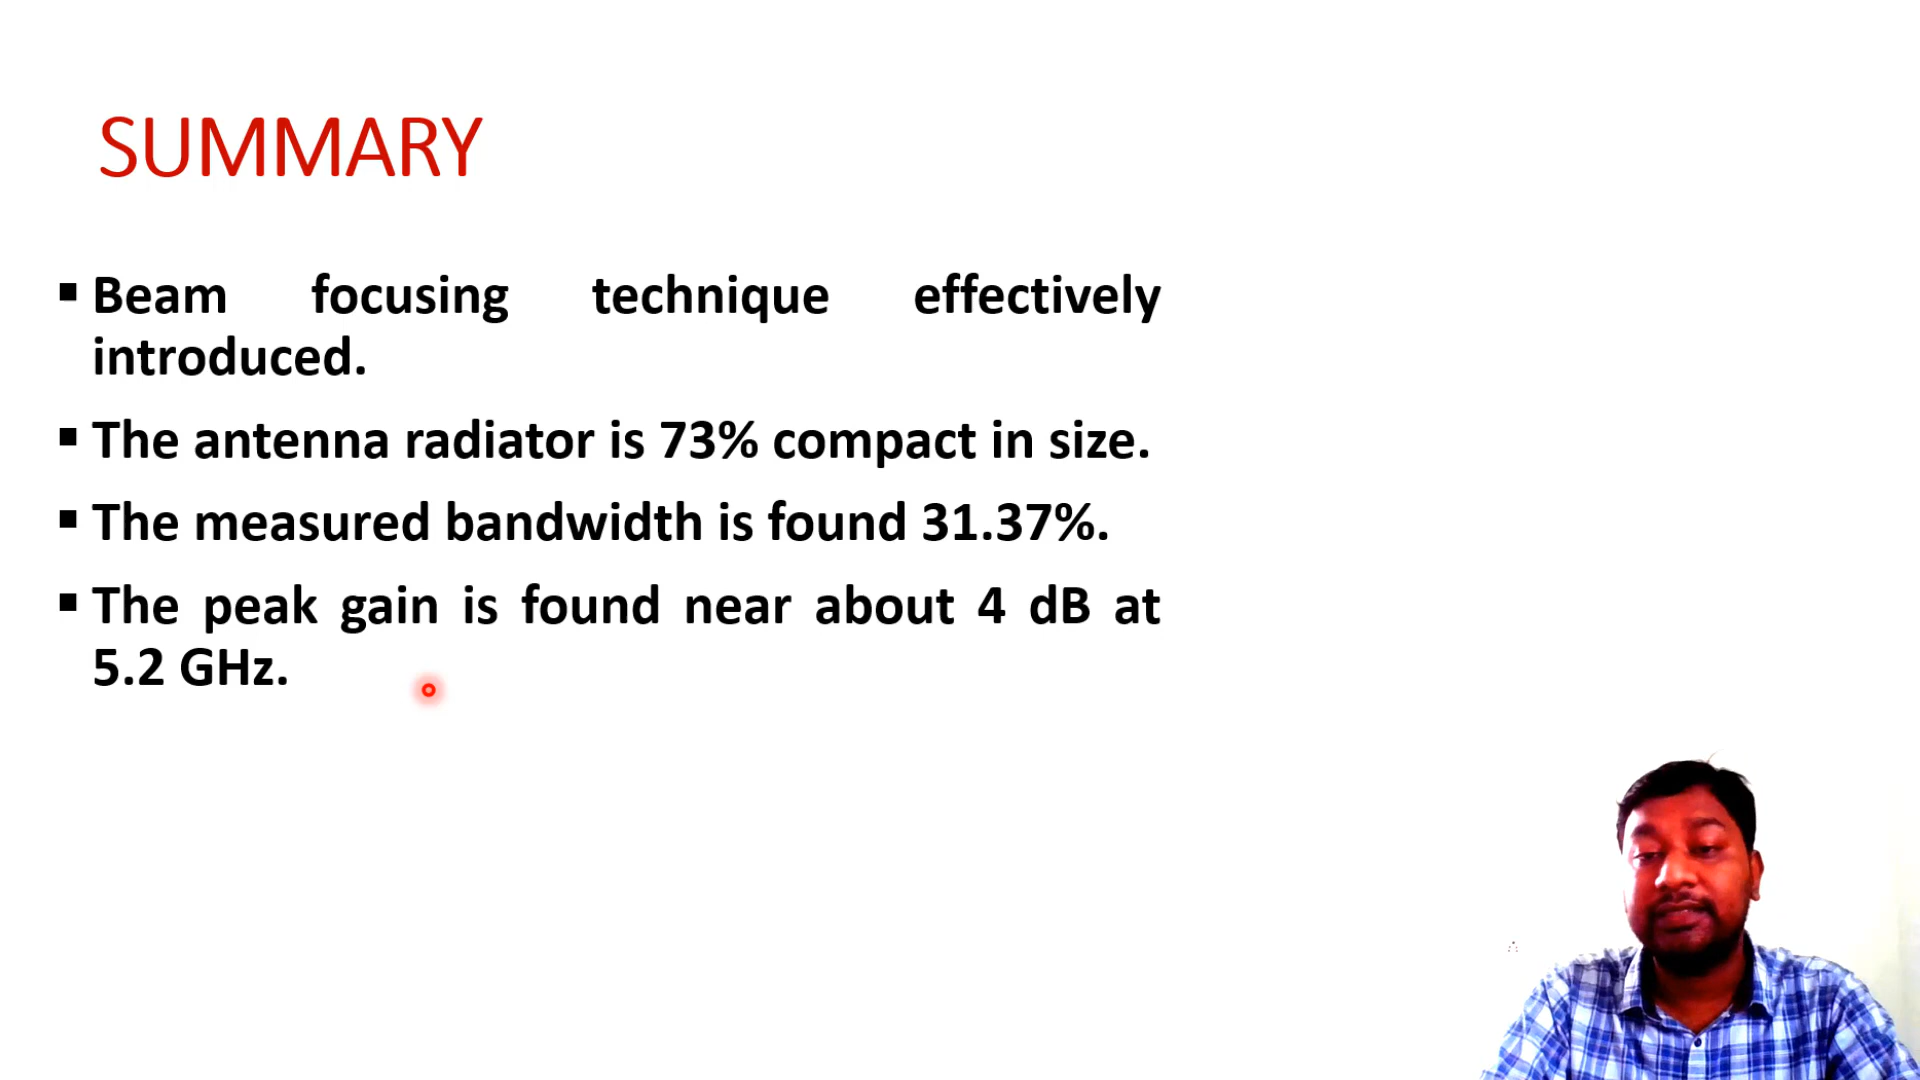 SUMMARY
▪ Beam focusing technique effectively
introduced.
▪ The antenna radiator is 73% compact in size.
▪ The measured bandwidth is found 31.37%.
▪ The peak gain is found near about 4 dB at
5.2 GHz.